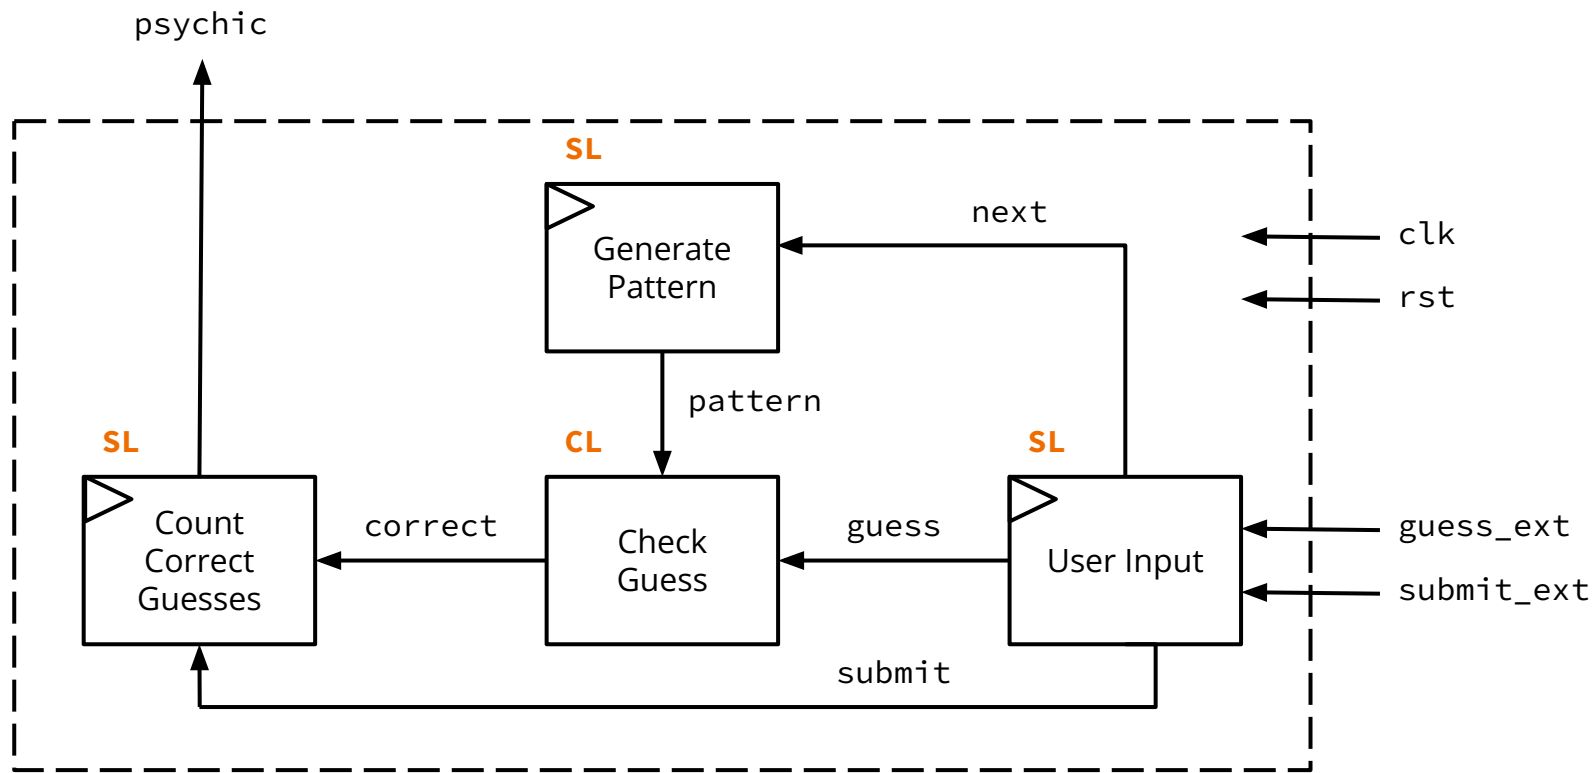 psychic
SL
next
clk
Generate
Pattern
rst
pattern
SL
CL
SL
Count
Correct
Guesses
correct
Check
Guess
guess
User Input
guess_ext
submit_ext
submit